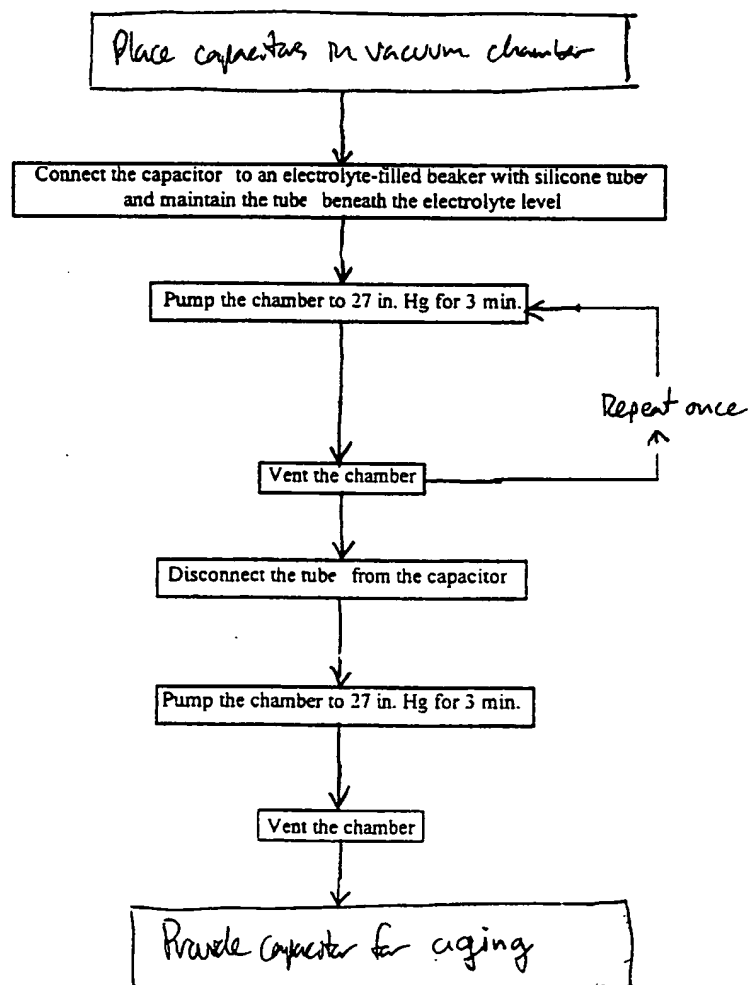 Place capacitors in vacuum chamber
Connect the capacitor to an electrolyte-filled beaker with silicone tube
and maintain the tube beneath the electrolyte level
Pump the chamber to 27 in. Hg for 3 min.
Repeat once
Vent the chamber
Disconnect the tube from the capacitor
Pump the chamber to 27 in. Hg for 3 min.
Vent the chamber
Provide capacitor for aging